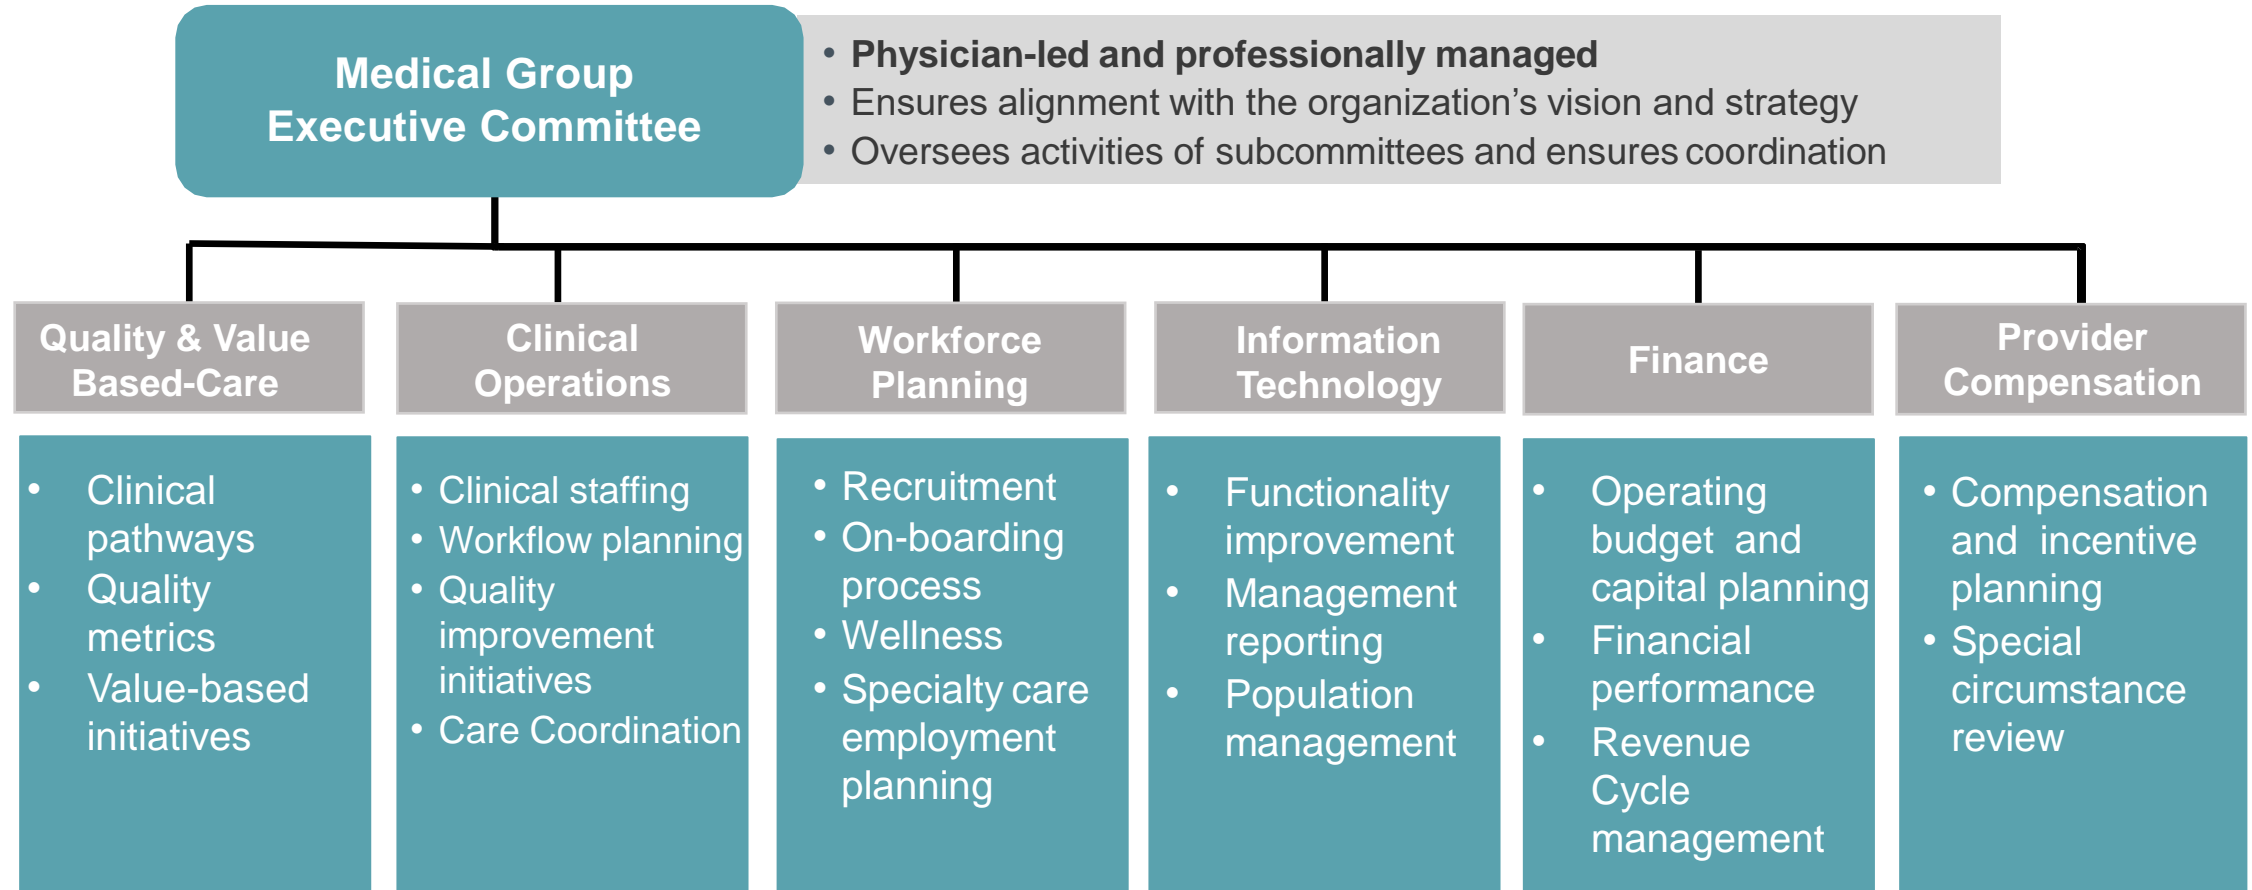 Medical Group
Executive Committee
• Physician-led and professionally managed
• Ensures alignment with the organization’s vision and strategy
• Oversees activities of subcommittees and ensures coordination
Quality & Value
Based-Care
• Clinical
pathways
• Quality
metrics
• Value-based
initiatives
Clinical
Operations
• Clinical staffing
• Workflow planning
• Quality
improvement
initiatives
• Care Coordination
Workforce
Planning
• Recruitment
• On-boarding
process
• Wellness
• Specialty care
employment
planning
Information
Technology
• Functionality
improvement
• Management
reporting
• Population
management
Finance
• Operating
budget and
capital planning
• Financial
performance
• Revenue
Cycle
management
Provider
Compensation
• Compensation
and incentive
planning
• Special
circumstance
review